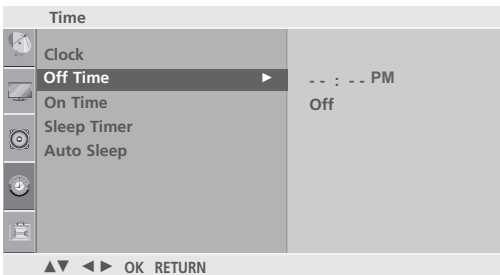 Time
Clock
Off Time ►
- - : - - PM
On Time
Off
Sleep Timer
Auto Sleep
▲▼ ◄► OK RETURN